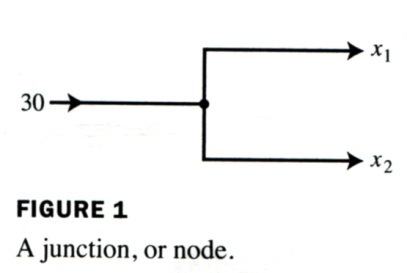 x₁
30
x₂
FIGURE 1
A junction, or node.